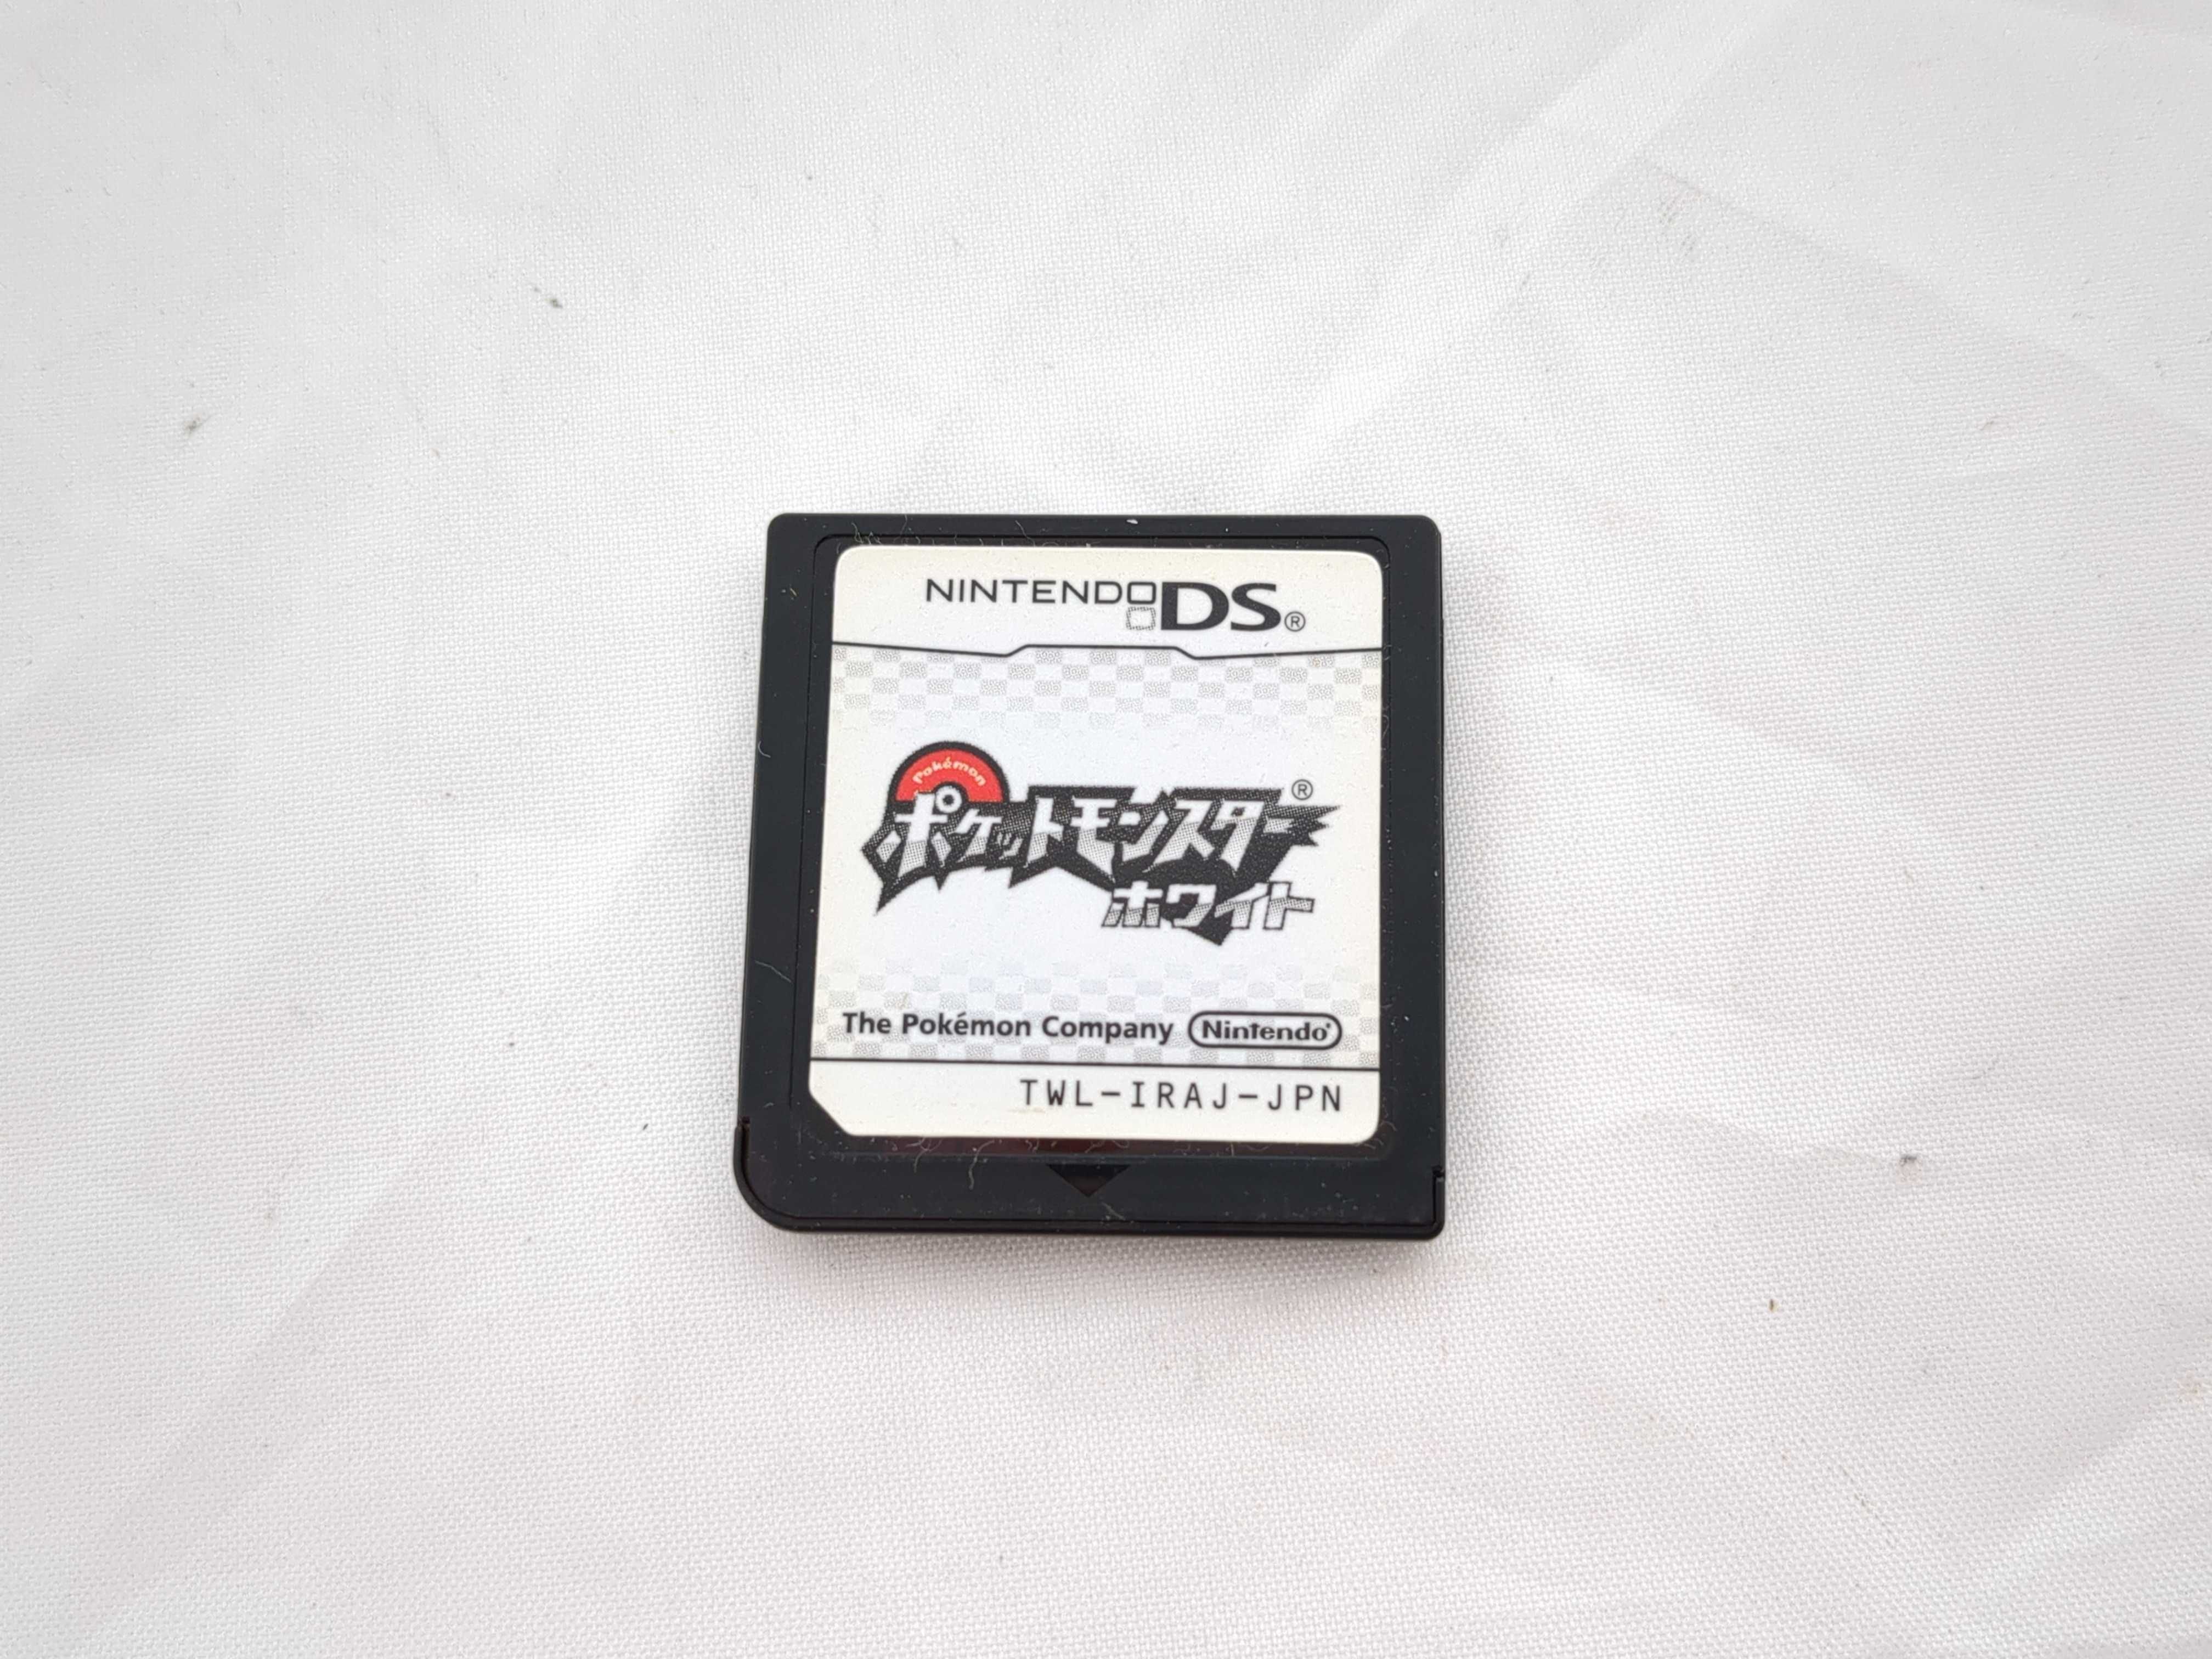 NINTENDO DS®
Pokémon
ポケットモンスター®
ホワイト
The Pokémon Company Nintendo®
TWL-IRAJ-JPN